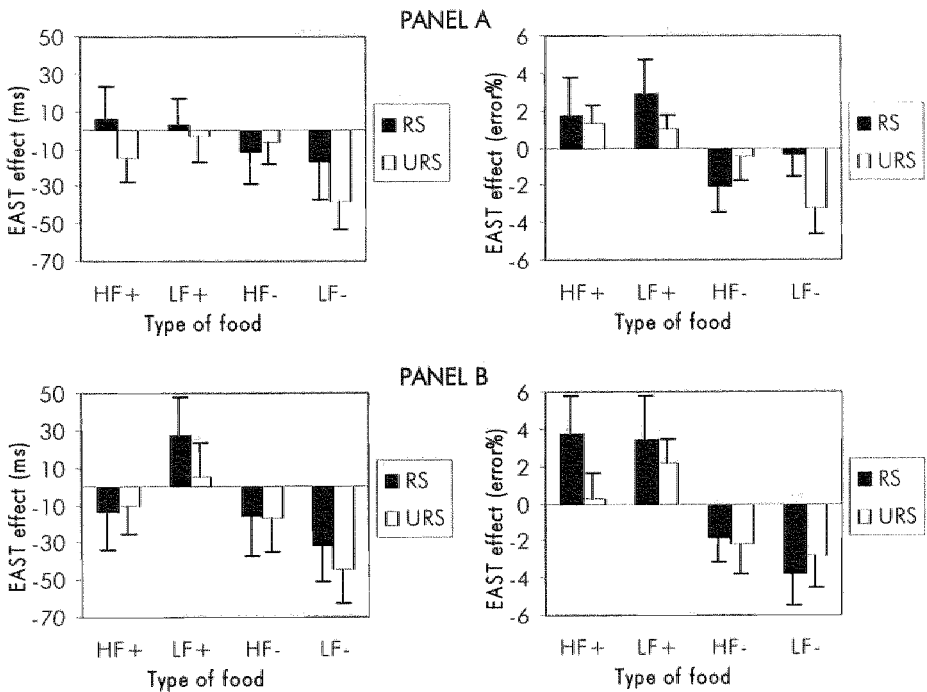 PANEL A
EAST effect (ms)
50
30
10
-10
-30
-50
-70
HF+ LF+ HF- LF-
Type of food
RS
URS
EAST effect (error%)
6
4
2
0
-2
-4
-6
HF+ LF+ HF- LF-
Type of food
RS
URS
PANEL B
EAST effect (ms)
50
30
10
-10
-30
-50
-70
HF+ LF+ HF- LF-
Type of food
RS
URS
EAST effect (error%)
6
4
2
0
-2
-4
-6
HF+ LF+ HF- LF-
Type of food
RS
URS